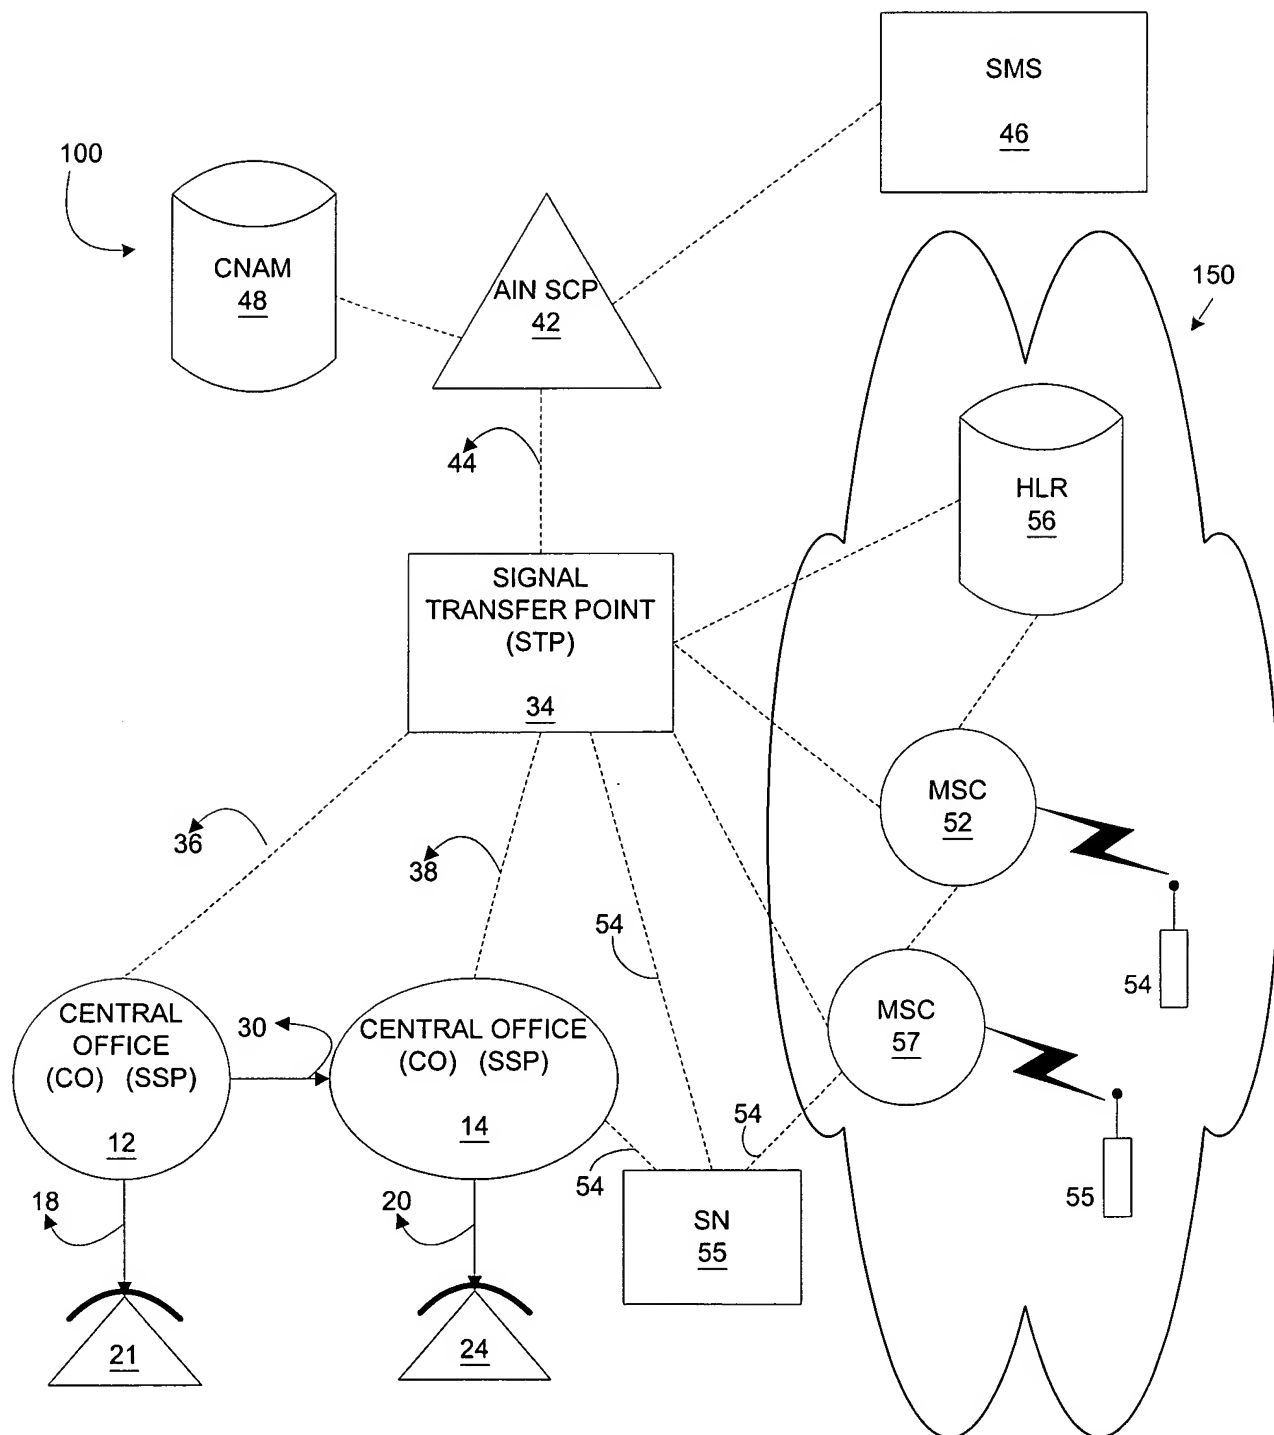 SMS
46
100
CNAM
48
AIN SCP
42
150
44
HLR
56
SIGNAL
TRANSFER POINT
(STP)
34
MSC
52
36
38
54
54
CENTRAL
OFFICE
(CO) (SSP)
12
30
CENTRAL OFFICE
(CO) (SSP)
14
MSC
57
54
54
55
18
20
SN
55
21
24